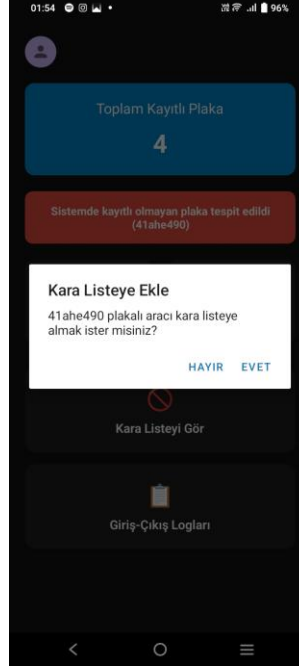 01:54
96%
Toplam Kayıtlı Plaka
4
Sistemde kayıtlı olmayan plaka tespit edildi
(41ahe490)
Kara Listeye Ekle
41ahe490 plakalı aracı kara listeye
almak ister misiniz?
HAYIR EVET
Kara Listeyi Gör
Giriş-Çıkış Logları